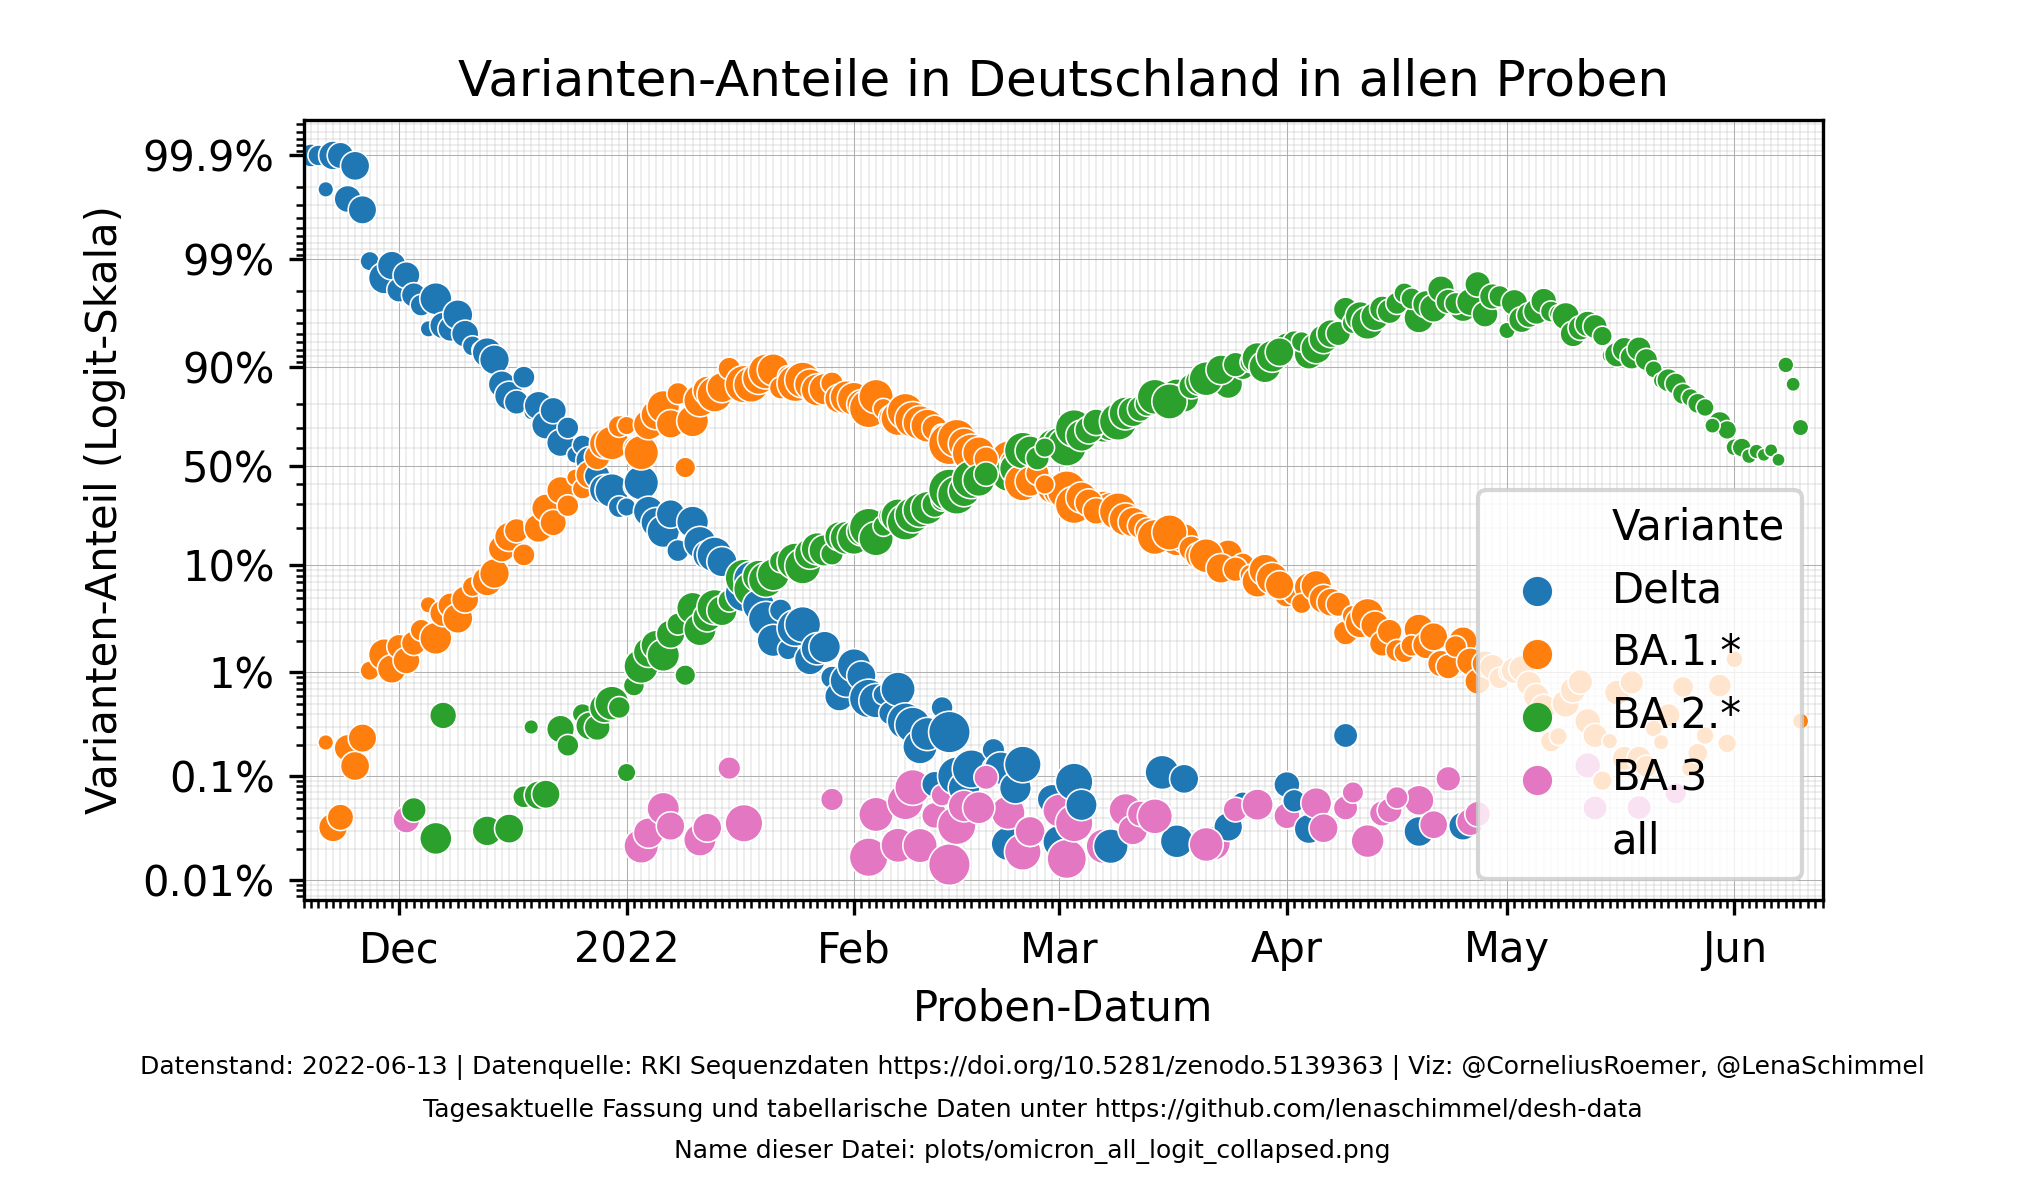 Varianten-Anteile in Deutschland in allen Proben
Varianten-Anteil (Logit-Skala)
99.9%
99%
90%
50%
10%
1%
0.1%
0.01%
Variante
Delta
BA.1.*
BA.2.*
BA.3
all
Dec 2022 Feb Mar Apr May Jun
Proben-Datum
Datenstand: 2022-06-13 | Datenquelle: RKI Sequenzdaten https://doi.org/10.5281/zenodo.5139363 | Viz: @CorneliusRoemer, @LenaSchimmel
Tagesaktuelle Fassung und tabellarische Daten unter https://github.com/lenaschimmel/desh-data
Name dieser Datei: plots/omicron_all_logit_collapsed.png